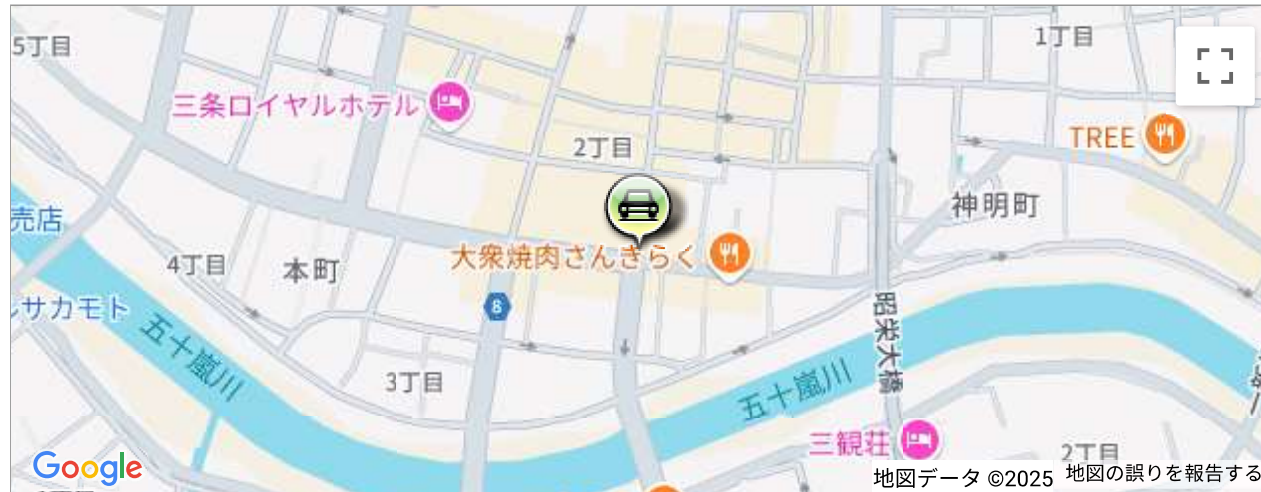 5丁目
1丁目
三条ロイヤルホテル
TREE
2丁目
神明町
売店
大衆焼肉さんきらく
4丁目
本町
8
サカモト
昭栄大橋
五十嵐川
3丁目
五十嵐川
三観荘
2丁目
Google
地図データ ©2025
地図の誤りを報告する